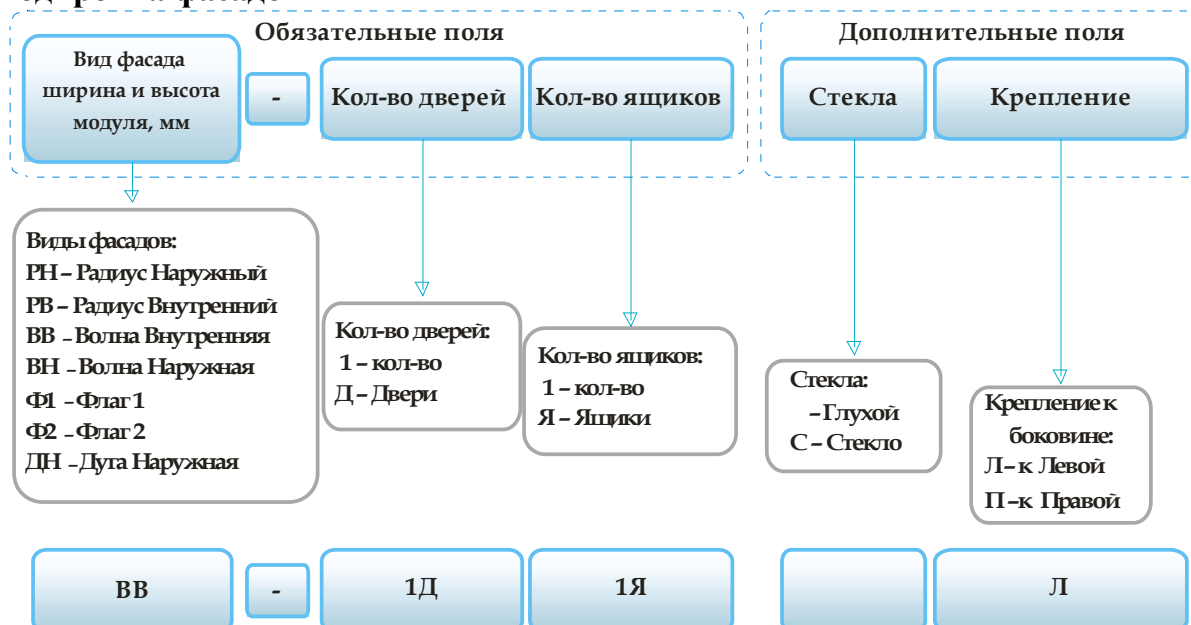 Обязательные поля
Дополнительные поля
Вид фасада
ширина и высота
модуля, мм
-
Кол-во дверей
Кол-во ящиков
Стекла
Крепление
Виды фасадов:
РН – Радиус Наружный
РВ – Радиус Внутренний
ВВ – Волна Внутренняя
ВН – Волна Наружная
Ф1 – Флаг 1
Ф2 – Флаг 2
ДН – Дуга Наружная
Кол-во дверей:
1 – кол-во
Д – Двери
Кол-во ящиков:
1 – кол-во
Я – Ящики
Стекла:
– Глухой
С – Стекло
Крепление к
боковине:
Л – к Левой
П – к Правой
ВВ
-
1Д
1Я
Л